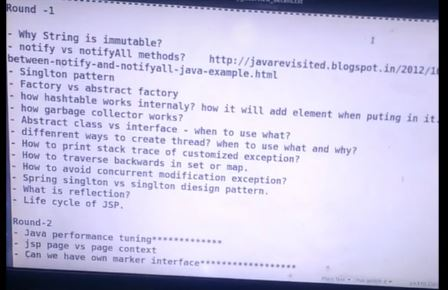 Round -1
- Why String is immutable?
- notify vs notifyAll methods? http://javarevisited.blogspot.in/2012/10
between-notify-and-notifyall-java-example.html
- Singlton pattern
- Factory vs abstract factory
- how hashtable works internaly? how it will add element when puting in it.
- how garbage collector works?
- Abstract class vs interface - when to use what?
- diffenrent ways to create thread? when to use what and why?
- How to print stack trace of customized exception?
- How to traverse backwards in set or map.
- How to avoid concurrent modification exception?
- Spring singlton vs singlton diesign pattern.
- What is reflection?
- Life cycle of JSP.
Round-2
- Java performance tuning*************
- jsp page vs page context
- Can we have own marker interface******************